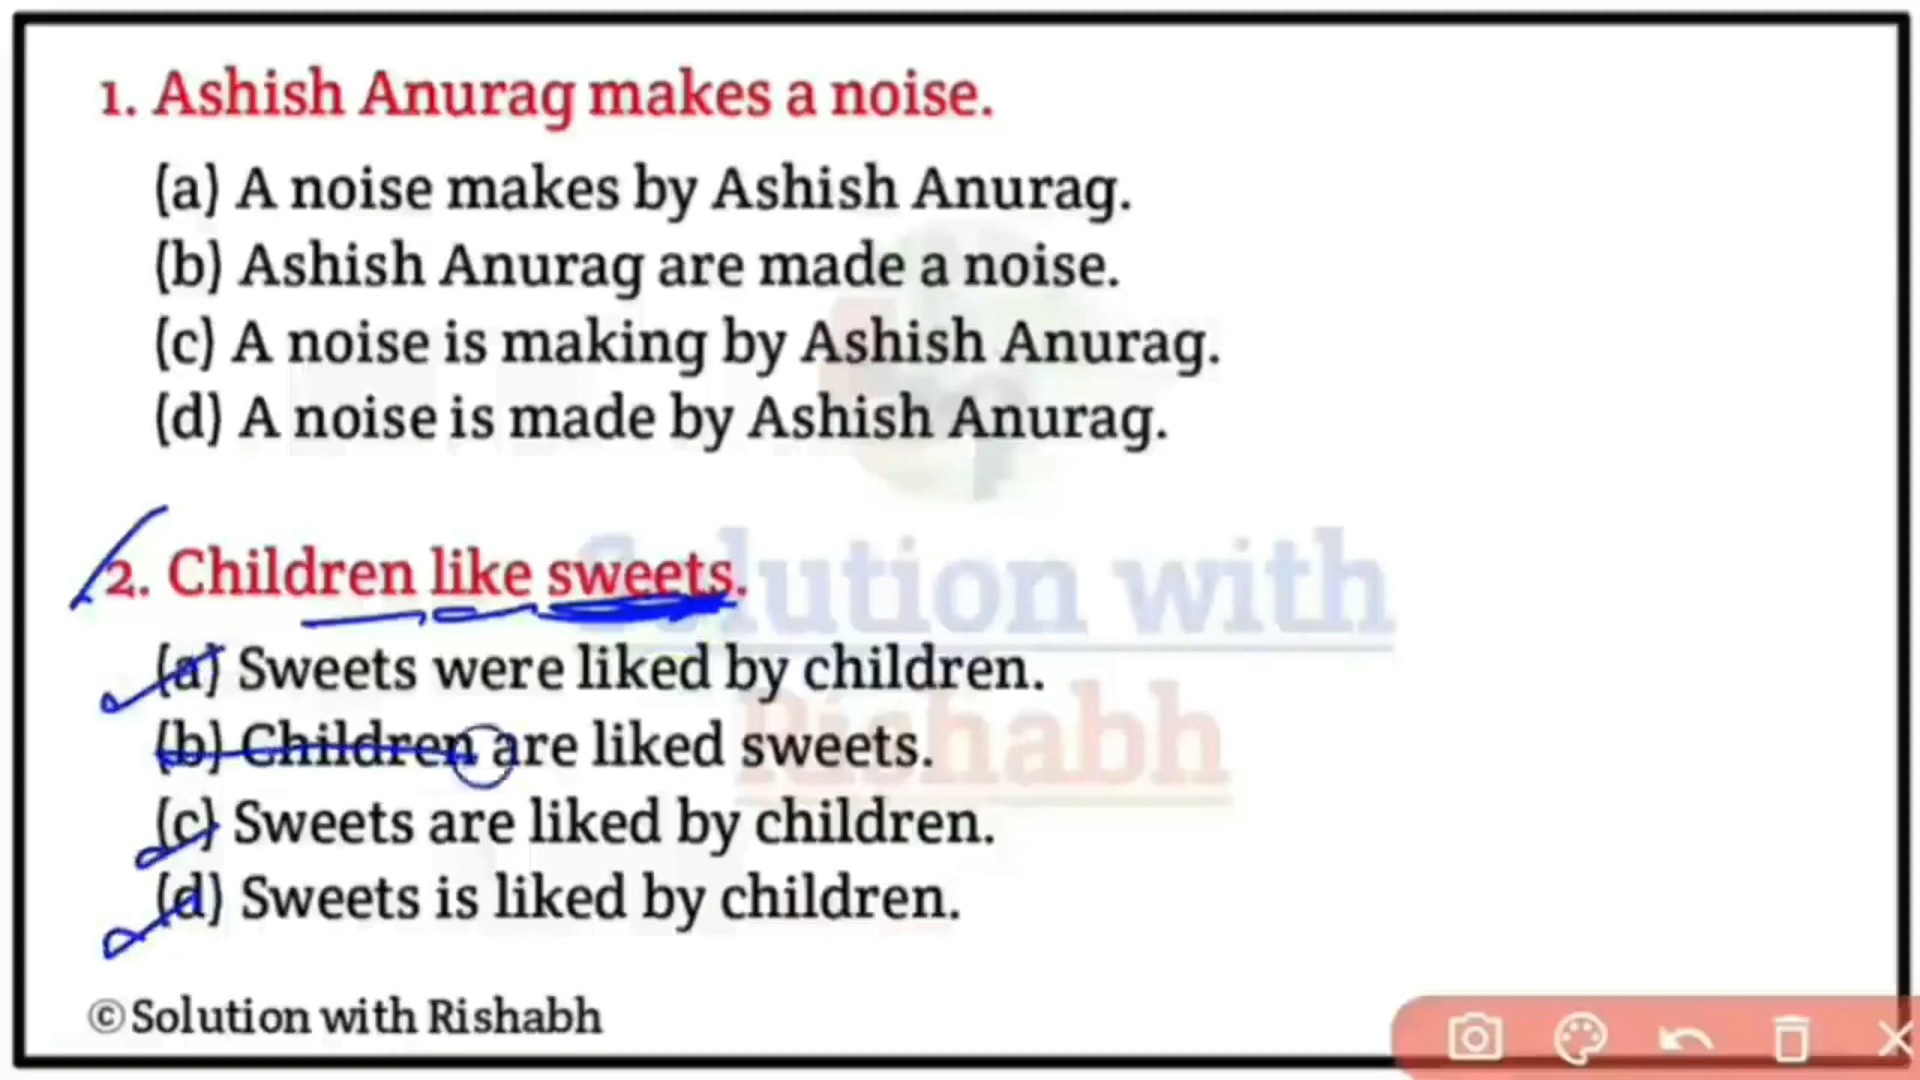 1. Ashish Anurag makes a noise.
(a) A noise makes by Ashish Anurag.
(b) Ashish Anurag are made a noise.
(c) A noise is making by Ashish Anurag.
(d) A noise is made by Ashish Anurag.
2. Children like sweets.
(a) Sweets were liked by children.
(b) Children are liked sweets.
(c) Sweets are liked by children.
(d) Sweets is liked by children.
Solution with
Rishabh
©Solution with Rishabh